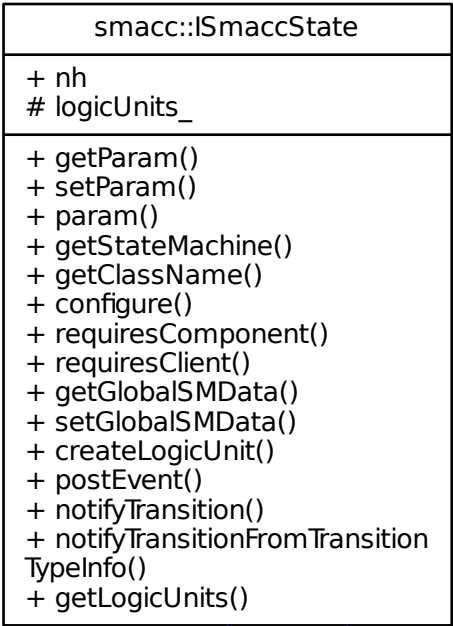 smacc::ISmaccState
+ nh
# logicUnits_
+ getParam()
+ setParam()
+ param()
+ getStateMachine()
+ getClassName()
+ configure()
+ requiresComponent()
+ requiresClient()
+ getGlobalSMData()
+ setGlobalSMData()
+ createLogicUnit()
+ postEvent()
+ notifyTransition()
+ notifyTransitionFromTransition
TypeInfo()
+ getLogicUnits()